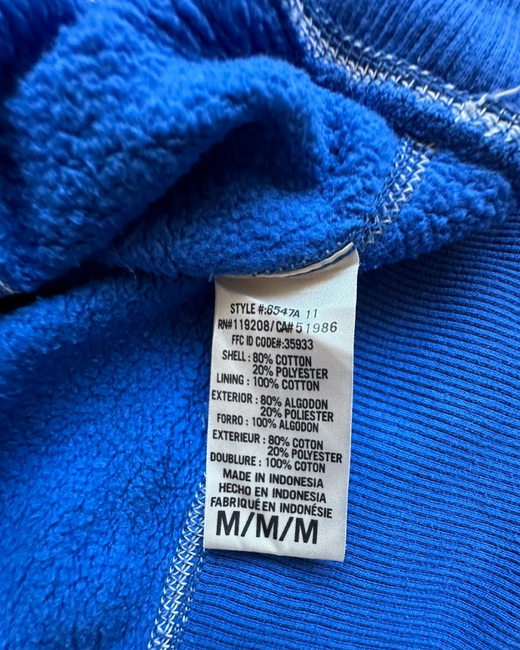 STYLE #:8547A 11
RN#119208/CA#51986
FFC ID CODE#:35933
SHELL : 80% COTTON
20% POLYESTER
LINING : 100% COTTON
EXTERIOR : 80% ALGODON
20% POLIESTER
FORRO : 100% ALGODON
EXTERIEUR : 80% COTON
20% POLYESTER
DOUBLURE : 100% COTON
MADE IN INDONESIA
HECHO EN INDONESIA
FABRIQUÉ EN INDONÉSIE
M/M/M